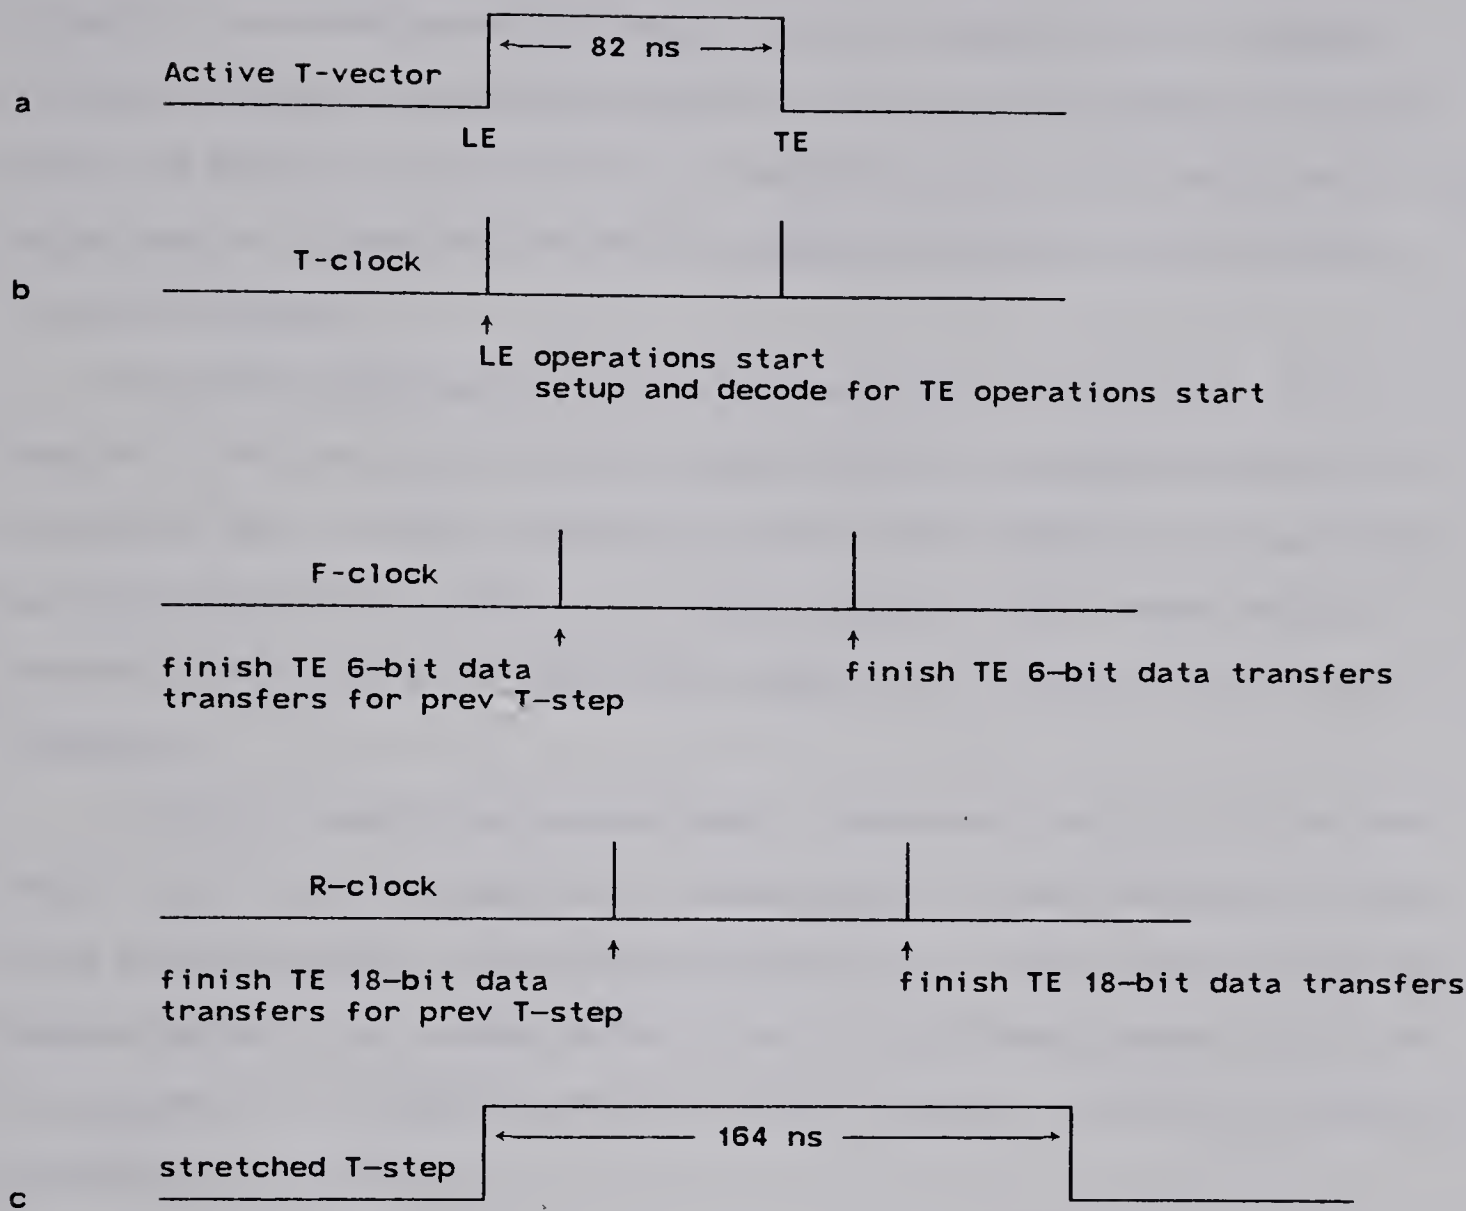 82 ns
Active T-vector
a
LE
TE
T-clock
b
LE operations start
setup and decode for TE operations start
F-clock
finish TE 6-bit data
transfers for prev T-step
finish TE 6-bit data transfers
R-clock
finish TE 18-bit data
transfers for prev T-step
finish TE 18-bit data transfers
164 ns
stretched T-step
c